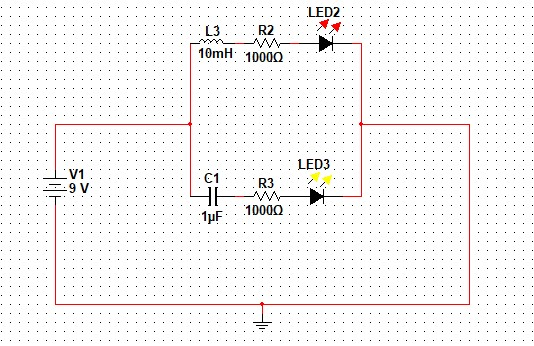 LED2
L3
R2
10mH
1000Ω
V1
9 V
C1
R3
LED3
1µF
1000Ω